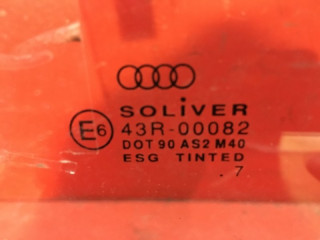 SOLiVER
E6 43R-00082
DOT 90 AS2 M40
ESG TINTED
. 7